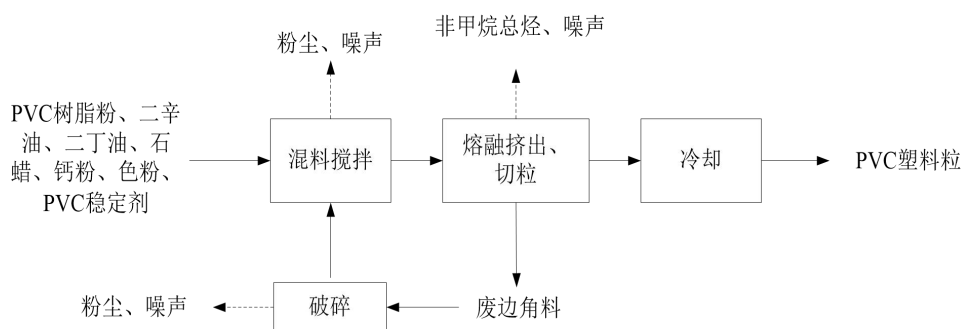 非甲烷总烃、噪声
粉尘、噪声
PVC树脂粉、二辛
油、二丁油、石
蜡、钙粉、色粉、
PVC稳定剂
混料搅拌
熔融挤出、
切粒
冷却
PVC塑料粒
粉尘、噪声
破碎
废边角料